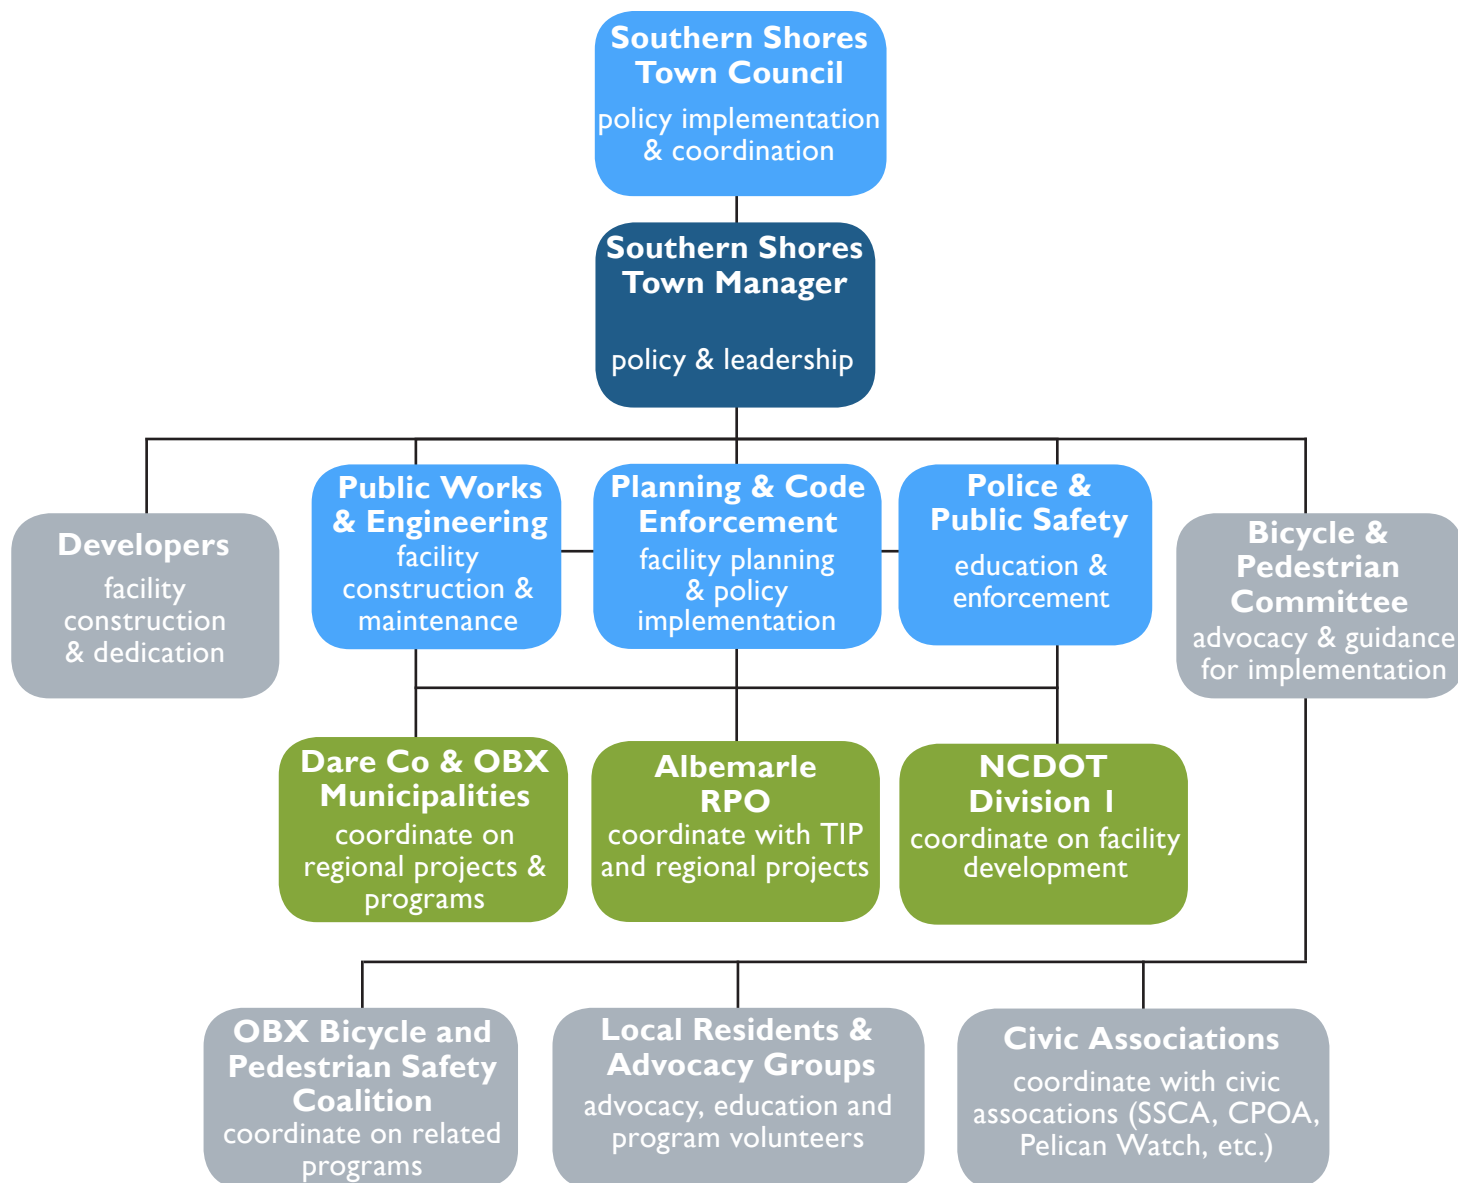 Southern Shores
Town Council
policy implementation
& coordination
Southern Shores
Town Manager
policy & leadership
Developers
facility
construction
& dedication
Public Works
& Engineering
facility
construction &
maintenance
Planning & Code
Enforcement
facility planning
& policy
implementation
Police &
Public Safety
education &
enforcement
Bicycle &
Pedestrian
Committee
advocacy & guidance
for implementation
Dare Co & OBX
Municipalities
coordinate on
regional projects &
programs
Albemarle
RPO
coordinate with TIP
and regional projects
NCDOT
Division 1
coordinate on facility
development
OBX Bicycle and
Pedestrian Safety
Coalition
coordinate on related
programs
Local Residents &
Advocacy Groups
advocacy, education and
program volunteers
Civic Associations
coordinate with civic
assocations (SSCA, CPOA,
Pelican Watch, etc.)